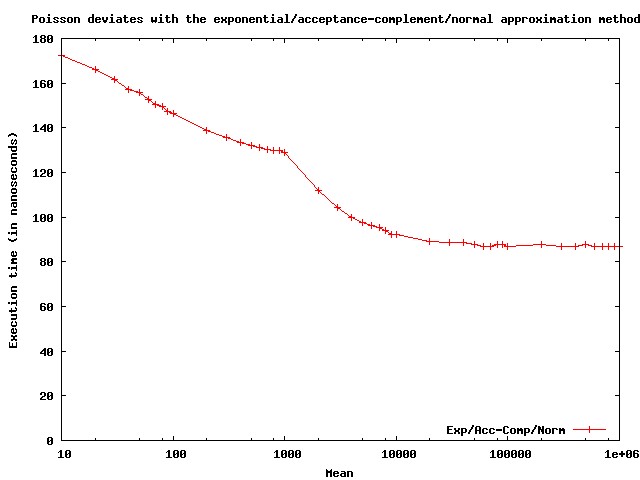 Poisson deviates with the exponential/acceptance-complement/normal approximation method
180
160
140
120
100
80
60
40
20
0
Execution time (in nanoseconds)
Exp/Acc-Comp/Norm
10 100 1000 10000 100000 1e+06
Mean